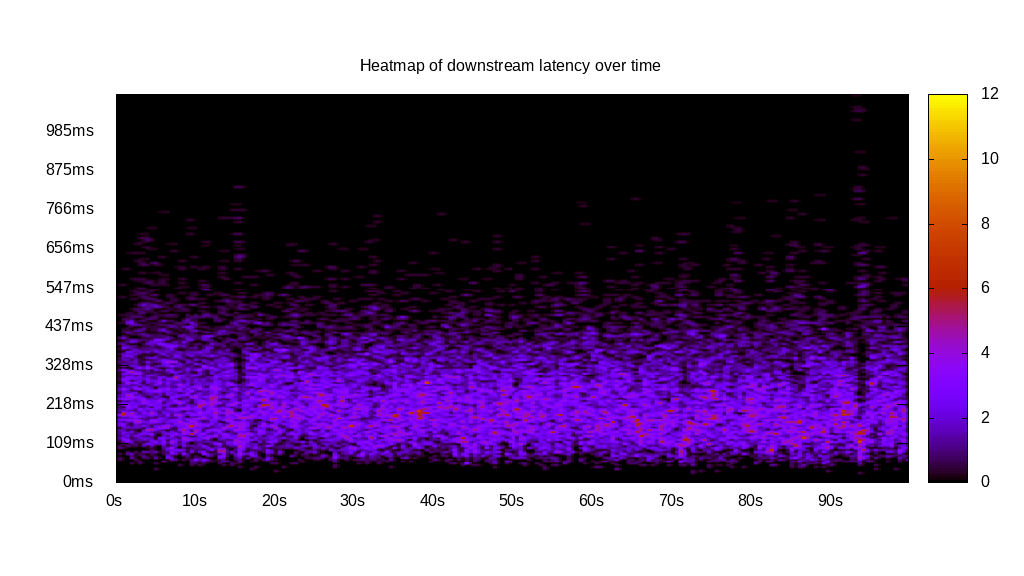 Heatmap of downstream latency over time
985ms
875ms
766ms
656ms
547ms
437ms
328ms
218ms
109ms
0ms
0s 10s 20s 30s 40s 50s 60s 70s 80s 90s
12
10
8
6
4
2
0